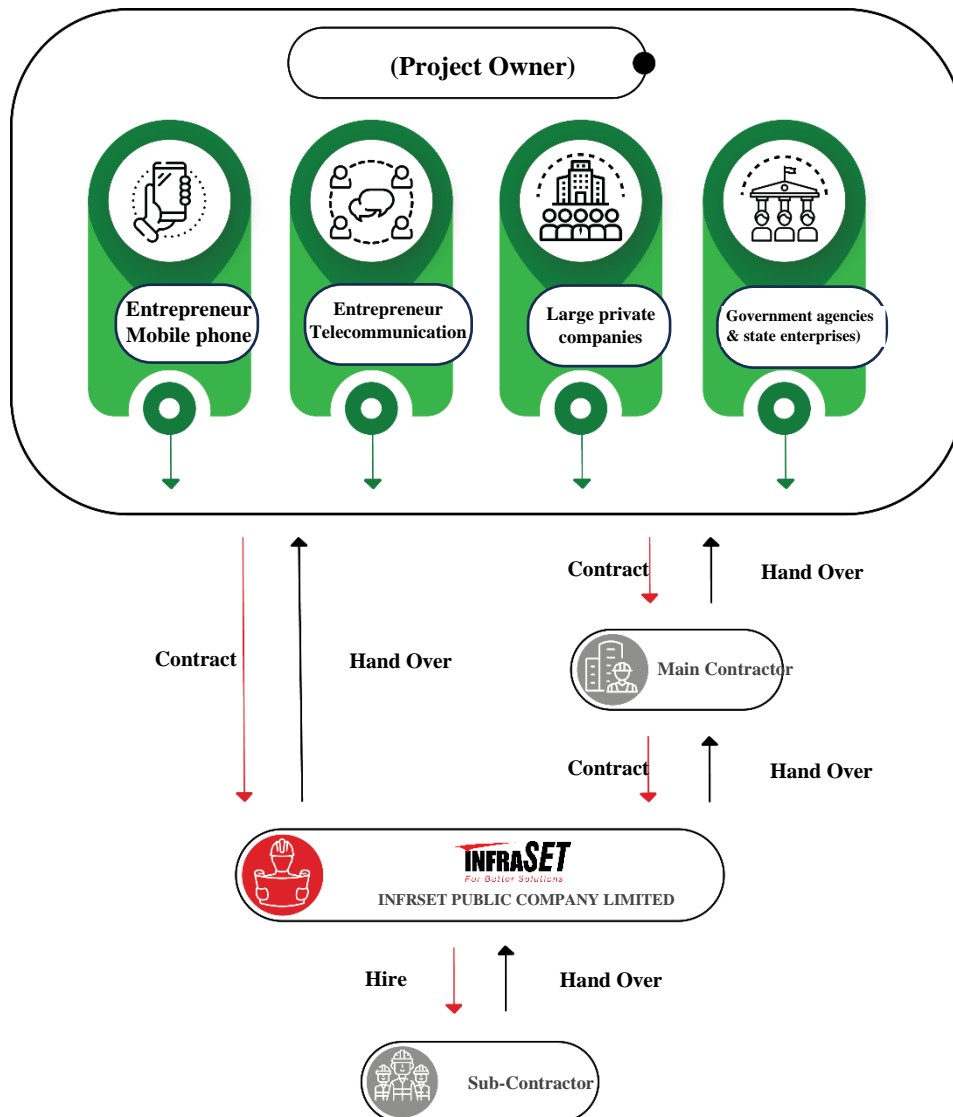 (Project Owner)
Entrepreneur
Mobile phone
Entrepreneur
Telecommunication
Large private
companies
Government agencies
& state enterprises)
Contract
Hand Over
Main Contractor
Contract
Hand Over
Contract
Hand Over
INFRASET
For Better Solutions
INFRSET PUBLIC COMPANY LIMITED
Hire
Hand Over
Sub-Contractor